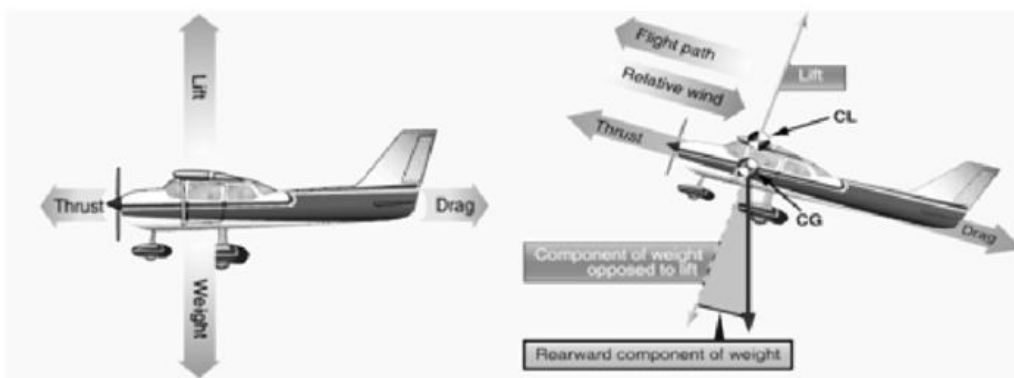 Lift
Thrust
Drag
Weight
Flight path
Relative wind
Lift
CL
Thrust
CG
Drag
Component of weight
opposed to lift
Rearward component of weight